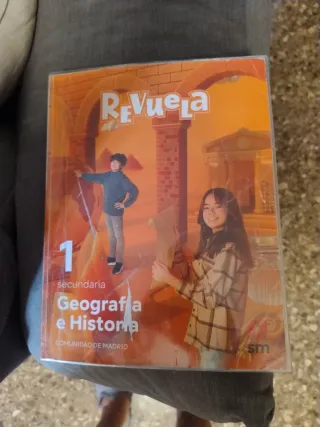 Revuela
1
secundaria
Geografía
e Historia
COMUNIDAD DE MADRID
sm